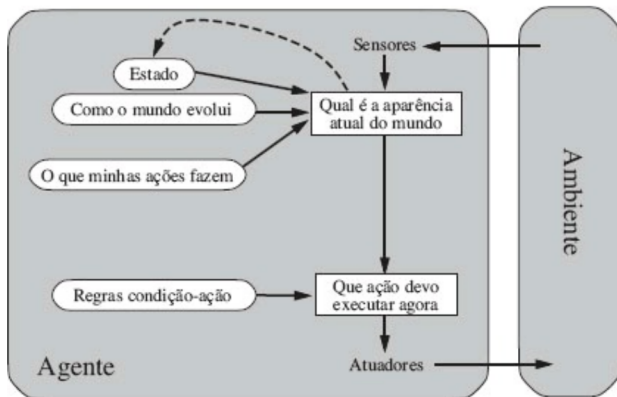 Sensores
Estado
Como o mundo evolui
Qual é a aparência
atual do mundo
O que minhas ações fazem
Ambiente
Regras condição-ação
Que ação devo
executar agora
Agente
Atuadores